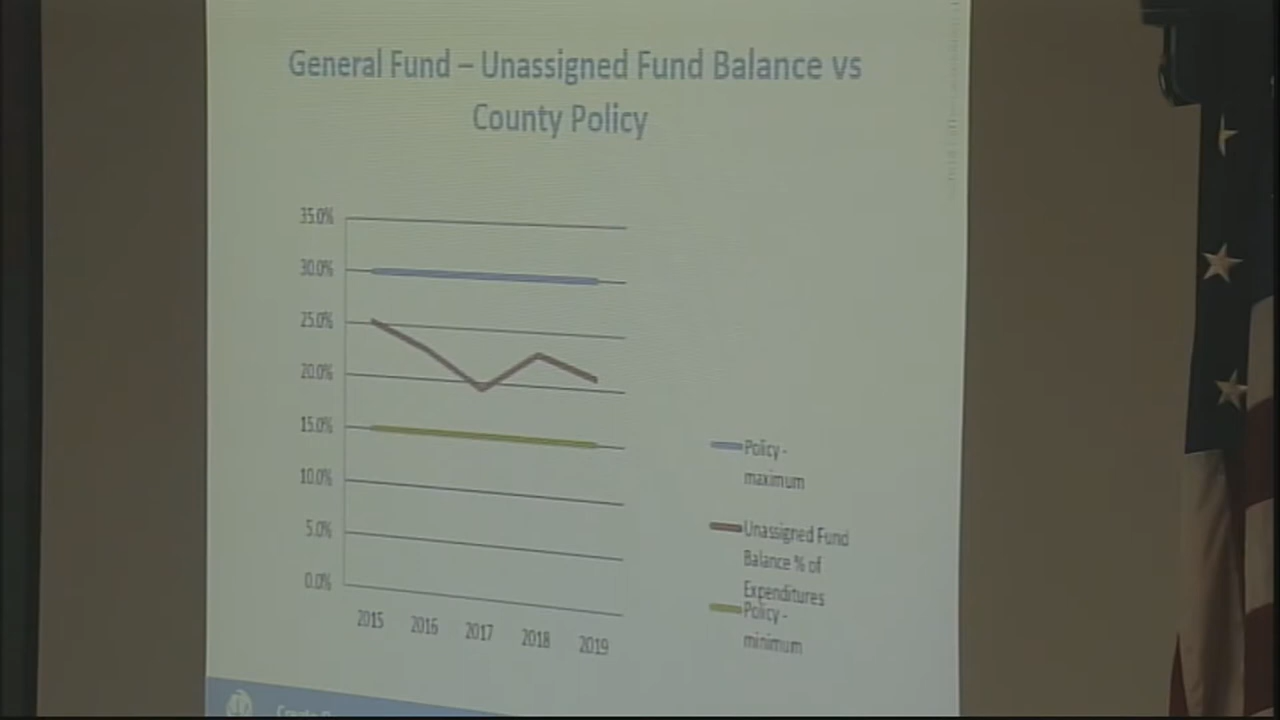 General Fund – Unassigned Fund Balance vs
County Policy
35.0%
30.0%
25.0%
20.0%
15.0%
10.0%
5.0%
0.0%
2015 2016 2017 2018 2019
Policy -
maximum
Unassigned Fund
Balance % of
Expenditures
Policy -
minimum